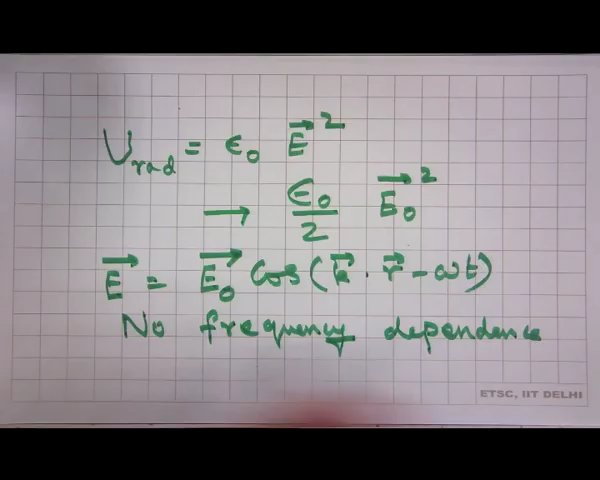 U_rad = ε₀ E⃗²
→ ε₀/2 E⃗₀²
E⃗ = E⃗₀ Cos(k⃗ · r⃗ - ωt)
No frequency dependence
ETSC, IIT DELHI